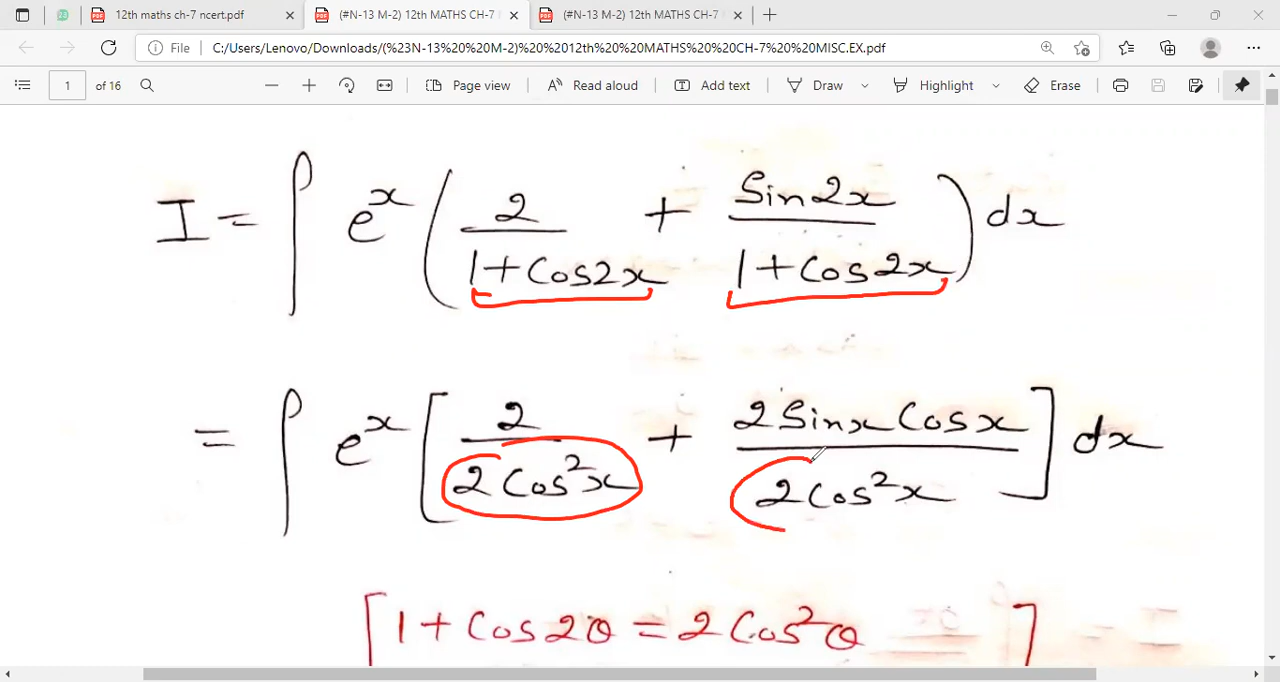 12th maths ch-7 ncert.pdf
(#N-13 M-2) 12th MATHS CH-7
(#N-13 M-2) 12th MATHS CH-7
File C:/Users/Lenovo/Downloads/(%23N-13%20%20M-2)%20%2012th%20%20MATHS%20%20CH-7%20%20MISC.EX.pdf
1 of 16 Page view Read aloud Add text Draw Highlight Erase
I = ∫ e^x ( 2/(1+Cos2x) + Sin2x/(1+Cos2x) ) dx
= ∫ e^x [ 2/(2Cos²x) + 2Sinx Cosx/(2Cos²x) ] dx
[ 1+Cos2θ = 2Cos²θ ]